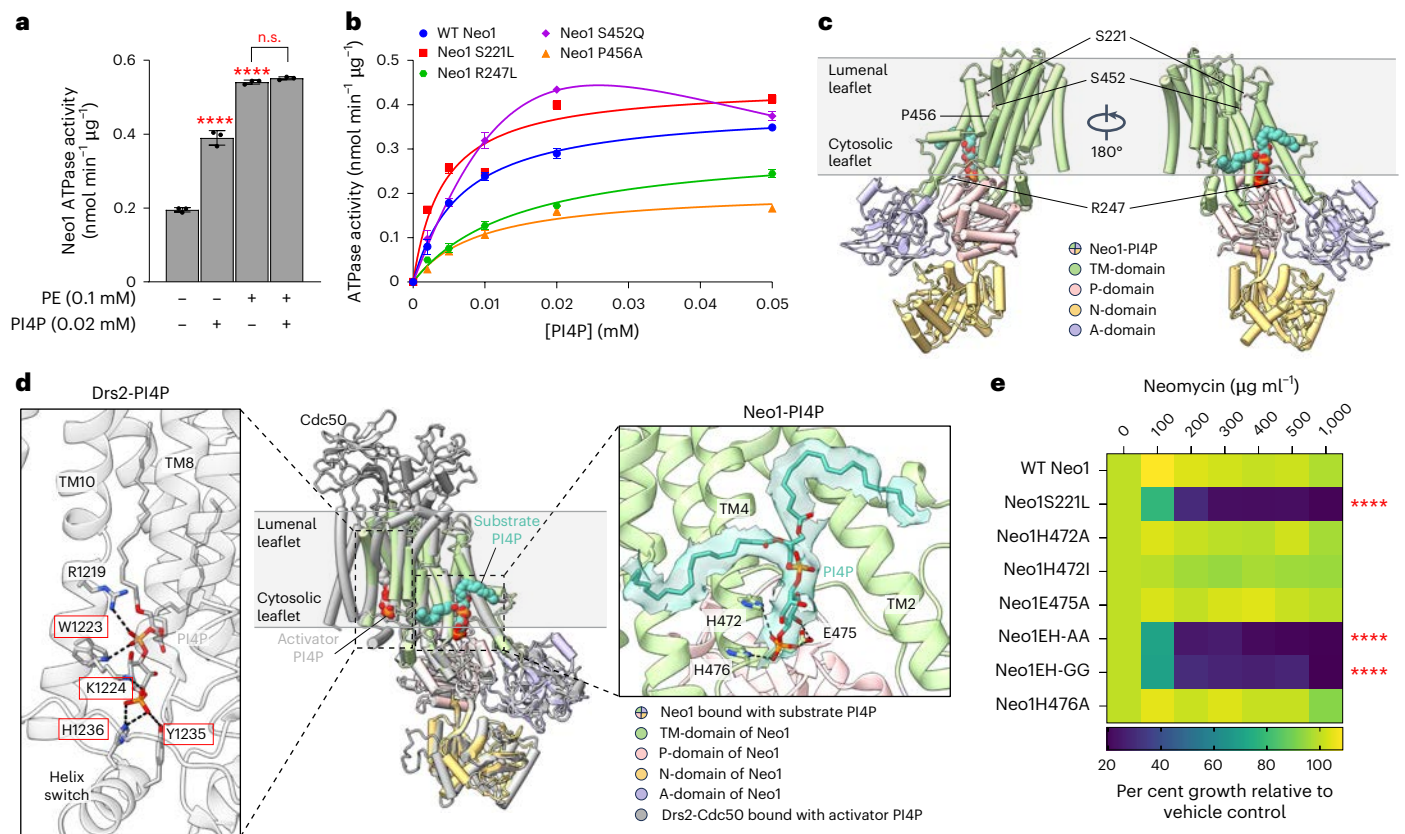 a
n.s.
****
****
0.6
0.4
0.2
0
Neo1 ATPase activity
(nmol min−1 µg−1)
PE (0.1 mM) − − + +
PI4P (0.02 mM) − + − +
b
WT Neo1
Neo1 S221L
Neo1 R247L
Neo1 S452Q
Neo1 P456A
0.5
0.4
0.3
0.2
0.1
0
ATPase activity (nmol min−1 µg−1)
0 0.01 0.02 0.03 0.04 0.05
[PI4P] (mM)
c
S221
Lumenal
leaflet
S452
P456
Cytosolic
leaflet
180°
R247
Neo1-PI4P
TM-domain
P-domain
N-domain
A-domain
d
Drs2-PI4P
TM8
TM10
R1219
W1223
PI4P
K1224
H1236
Y1235
Helix
switch
Cdc50
Lumenal
leaflet
Substrate
PI4P
Cytosolic
leaflet
Activator
PI4P
Neo1-PI4P
TM4
PI4P
TM2
H472
E475
H476
Neo1 bound with substrate PI4P
TM-domain of Neo1
P-domain of Neo1
N-domain of Neo1
A-domain of Neo1
Drs2-Cdc50 bound with activator PI4P
e
Neomycin (µg ml−1)
0 100 200 300 400 500 1,000
WT Neo1
Neo1S221L ****
Neo1H472A
Neo1H472I
Neo1E475A
Neo1EH-AA ****
Neo1EH-GG ****
Neo1H476A
20 40 60 80 100
Per cent growth relative to
vehicle control